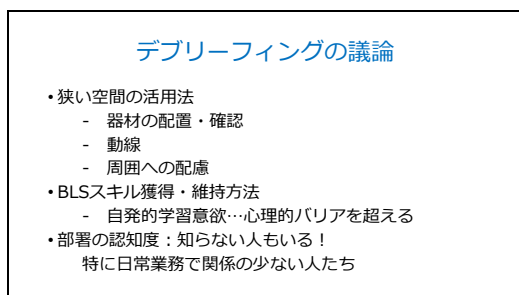 デブリーフィングの議論
•狭い空間の活用法
- 器材の配置・確認
- 動線
- 周囲への配慮
•BLSスキル獲得・維持方法
- 自発的学習意欲…心理的バリアを超える
•部署の認知度：知らない人もいる！
特に日常業務で関係の少ない人たち